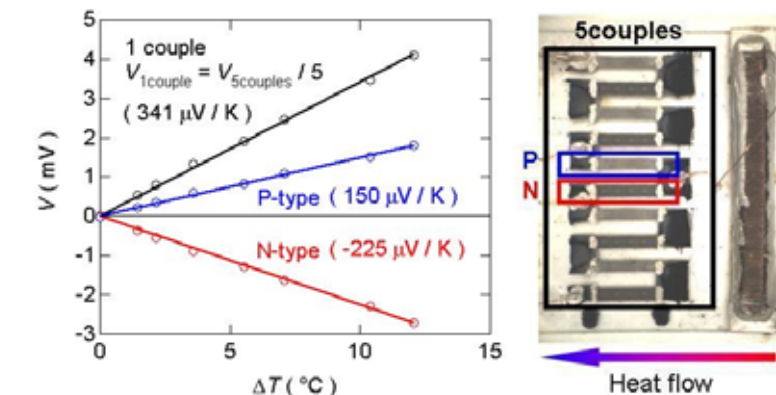 5
4
3
2
1
0
-1
-2
-3
V (mV)
1 couple
V1couple = V5couples / 5
( 341 μV / K )
P-type ( 150 μV / K )
N-type ( -225 μV / K )
0
5
10
15
ΔT ( °C )
5couples
P
N
Heat flow